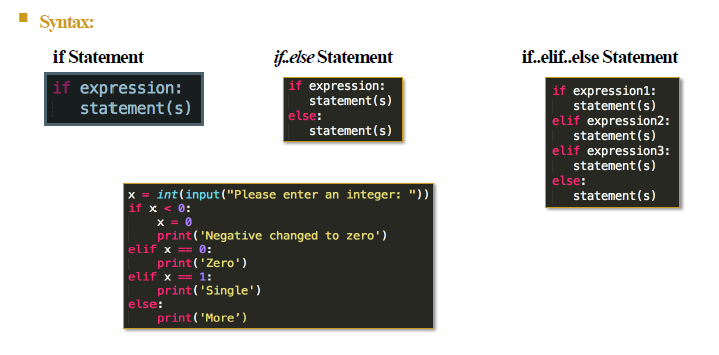 Syntax:
if Statement
if expression:
    statement(s)
if..else Statement
if expression:
    statement(s)
else:
    statement(s)
if..elif..else Statement
if expression1:
    statement(s)
elif expression2:
    statement(s)
elif expression3:
    statement(s)
else:
    statement(s)
x = int(input("Please enter an integer: "))
if x < 0:
    x = 0
    print('Negative changed to zero')
elif x == 0:
    print('Zero')
elif x == 1:
    print('Single')
else:
    print('More’)